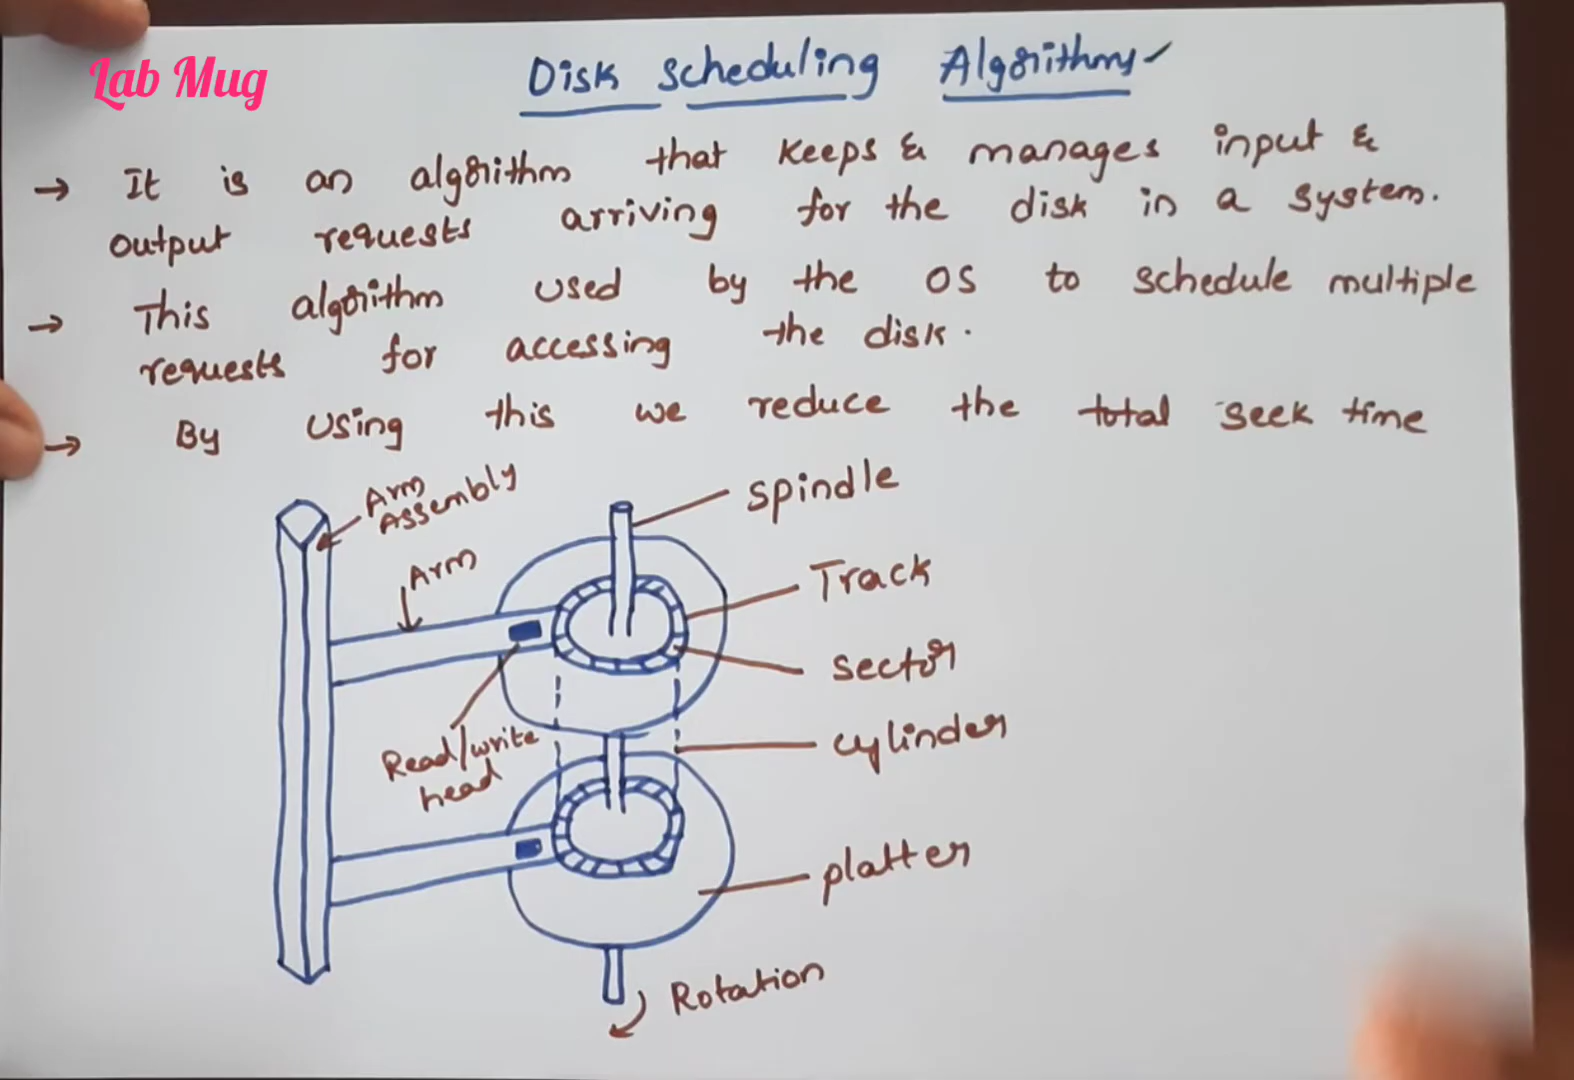 Lab Mug
Disk scheduling Algorithms
→ It is an algorithm that keeps & manages input &
output requests arriving for the disk in a system.
→ This algorithm used by the OS to schedule multiple
requests for accessing the disk.
→ By using this we reduce the total seek time
Arm
Assembly
Arm
spindle
Track
sector
Read/write
head
cylinder
platter
Rotation